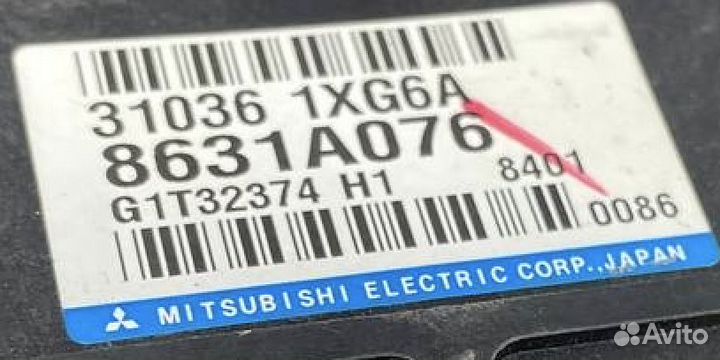 31036 1XG6A
8631A076
G1T32374 H1 8401
0086
MITSUBISHI ELECTRIC CORP.,JAPAN
Avito